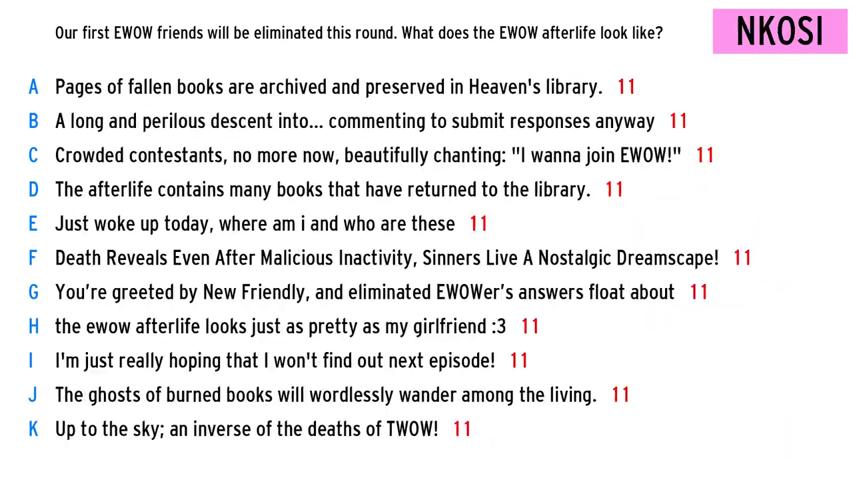 Our first EWOW friends will be eliminated this round. What does the EWOW afterlife look like?
NKOSI
A Pages of fallen books are archived and preserved in Heaven's library. 11
B A long and perilous descent into... commenting to submit responses anyway 11
C Crowded contestants, no more now, beautifully chanting: "I wanna join EWOW!" 11
D The afterlife contains many books that have returned to the library. 11
E Just woke up today, where am i and who are these 11
F Death Reveals Even After Malicious Inactivity, Sinners Live A Nostalgic Dreamscape! 11
G You’re greeted by New Friendly, and eliminated EWOWer’s answers float about 11
H the ewow afterlife looks just as pretty as my girlfriend :3 11
I I'm just really hoping that I won't find out next episode! 11
J The ghosts of burned books will wordlessly wander among the living. 11
K Up to the sky; an inverse of the deaths of TWOW! 11